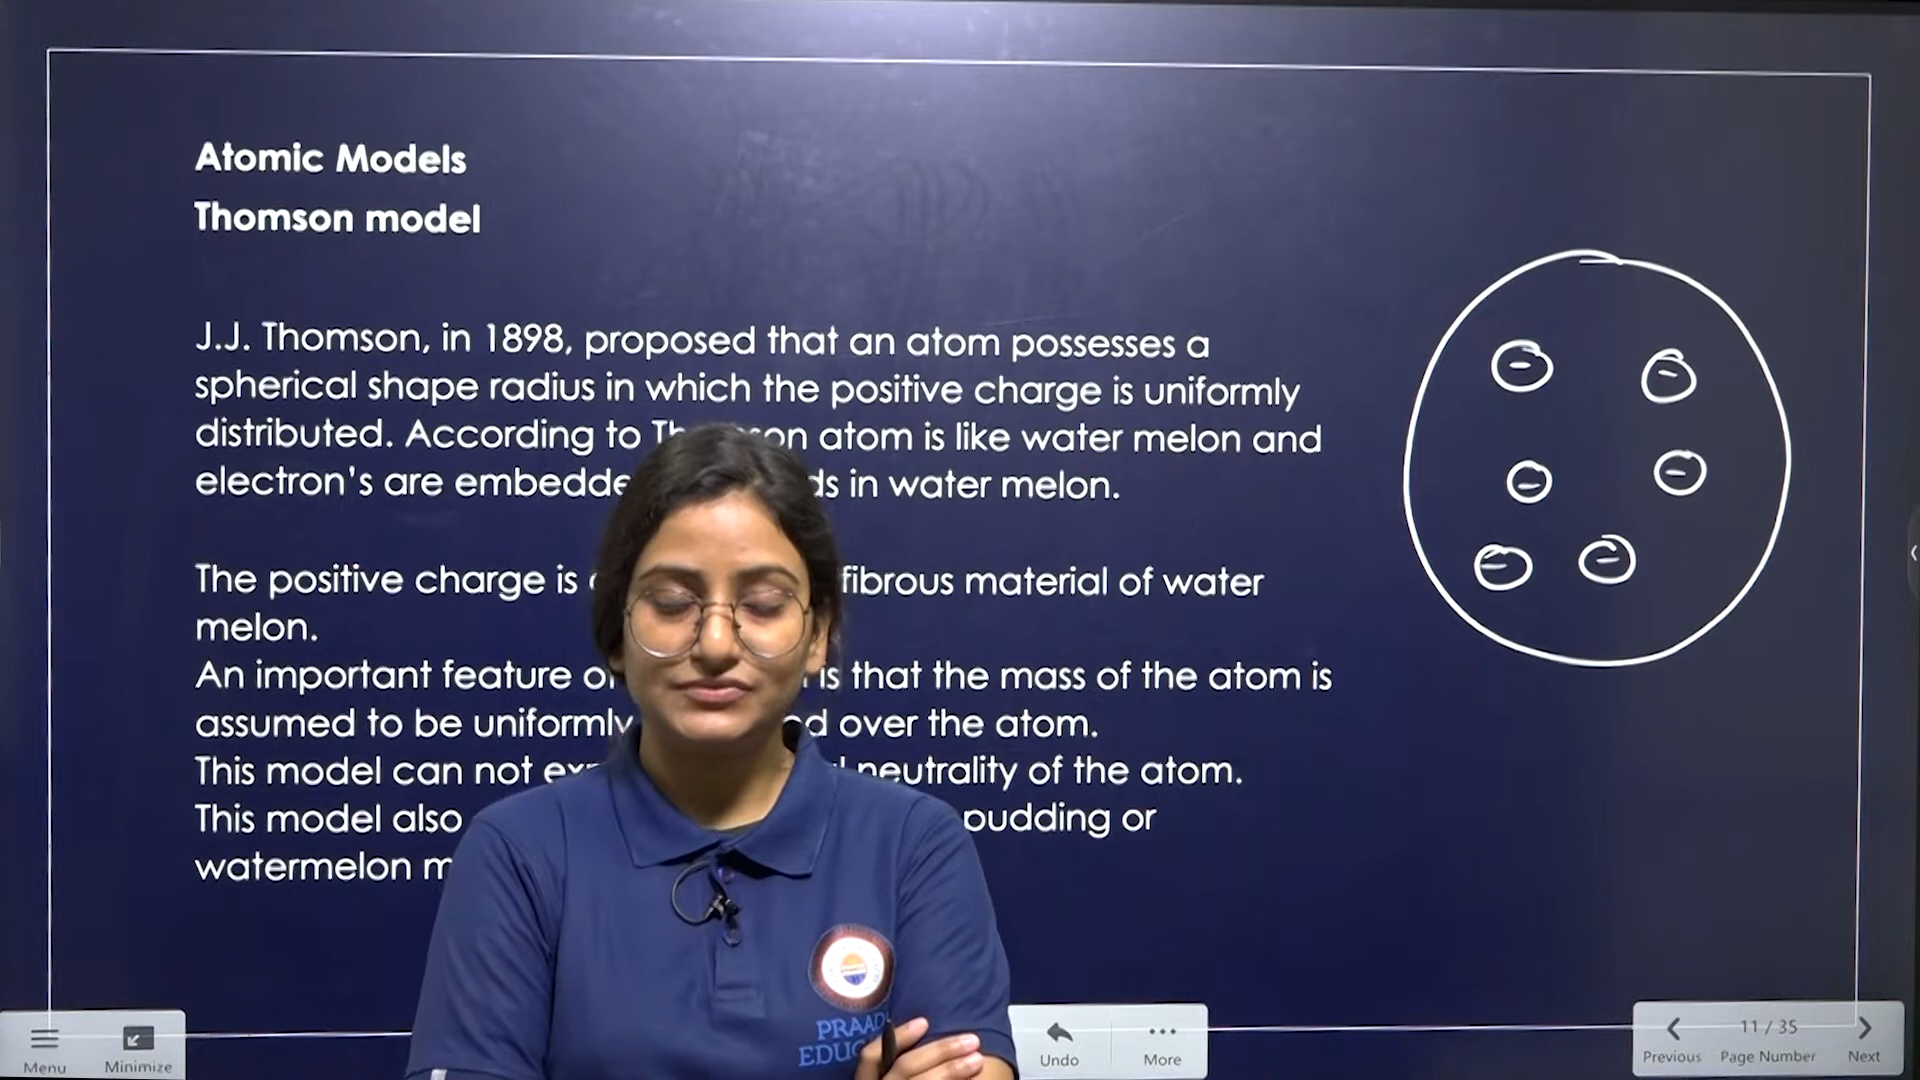 Atomic Models
Thomson model
J.J. Thomson, in 1898, proposed that an atom possesses a
spherical shape radius in which the positive charge is uniformly
distributed. According to on atom is like water melon and
electron's are in water melon.
The positive charge is fibrous material of water
melon.
An important feature is that the mass of the atom is
assumed to be uniformly over the atom.
This model can not neutrality of the atom.
This model also pudding or
watermelon
PRAAD
EDUC
Menu
Minimize
Undo
More
Previous
11 / 35
Page Number
Next